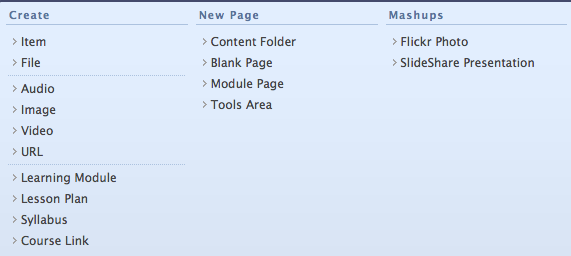 Create
Item
File
Audio
Image
Video
URL
Learning Module
Lesson Plan
Syllabus
Course Link
New Page
Content Folder
Blank Page
Module Page
Tools Area
Mashups
Flickr Photo
SlideShare Presentation